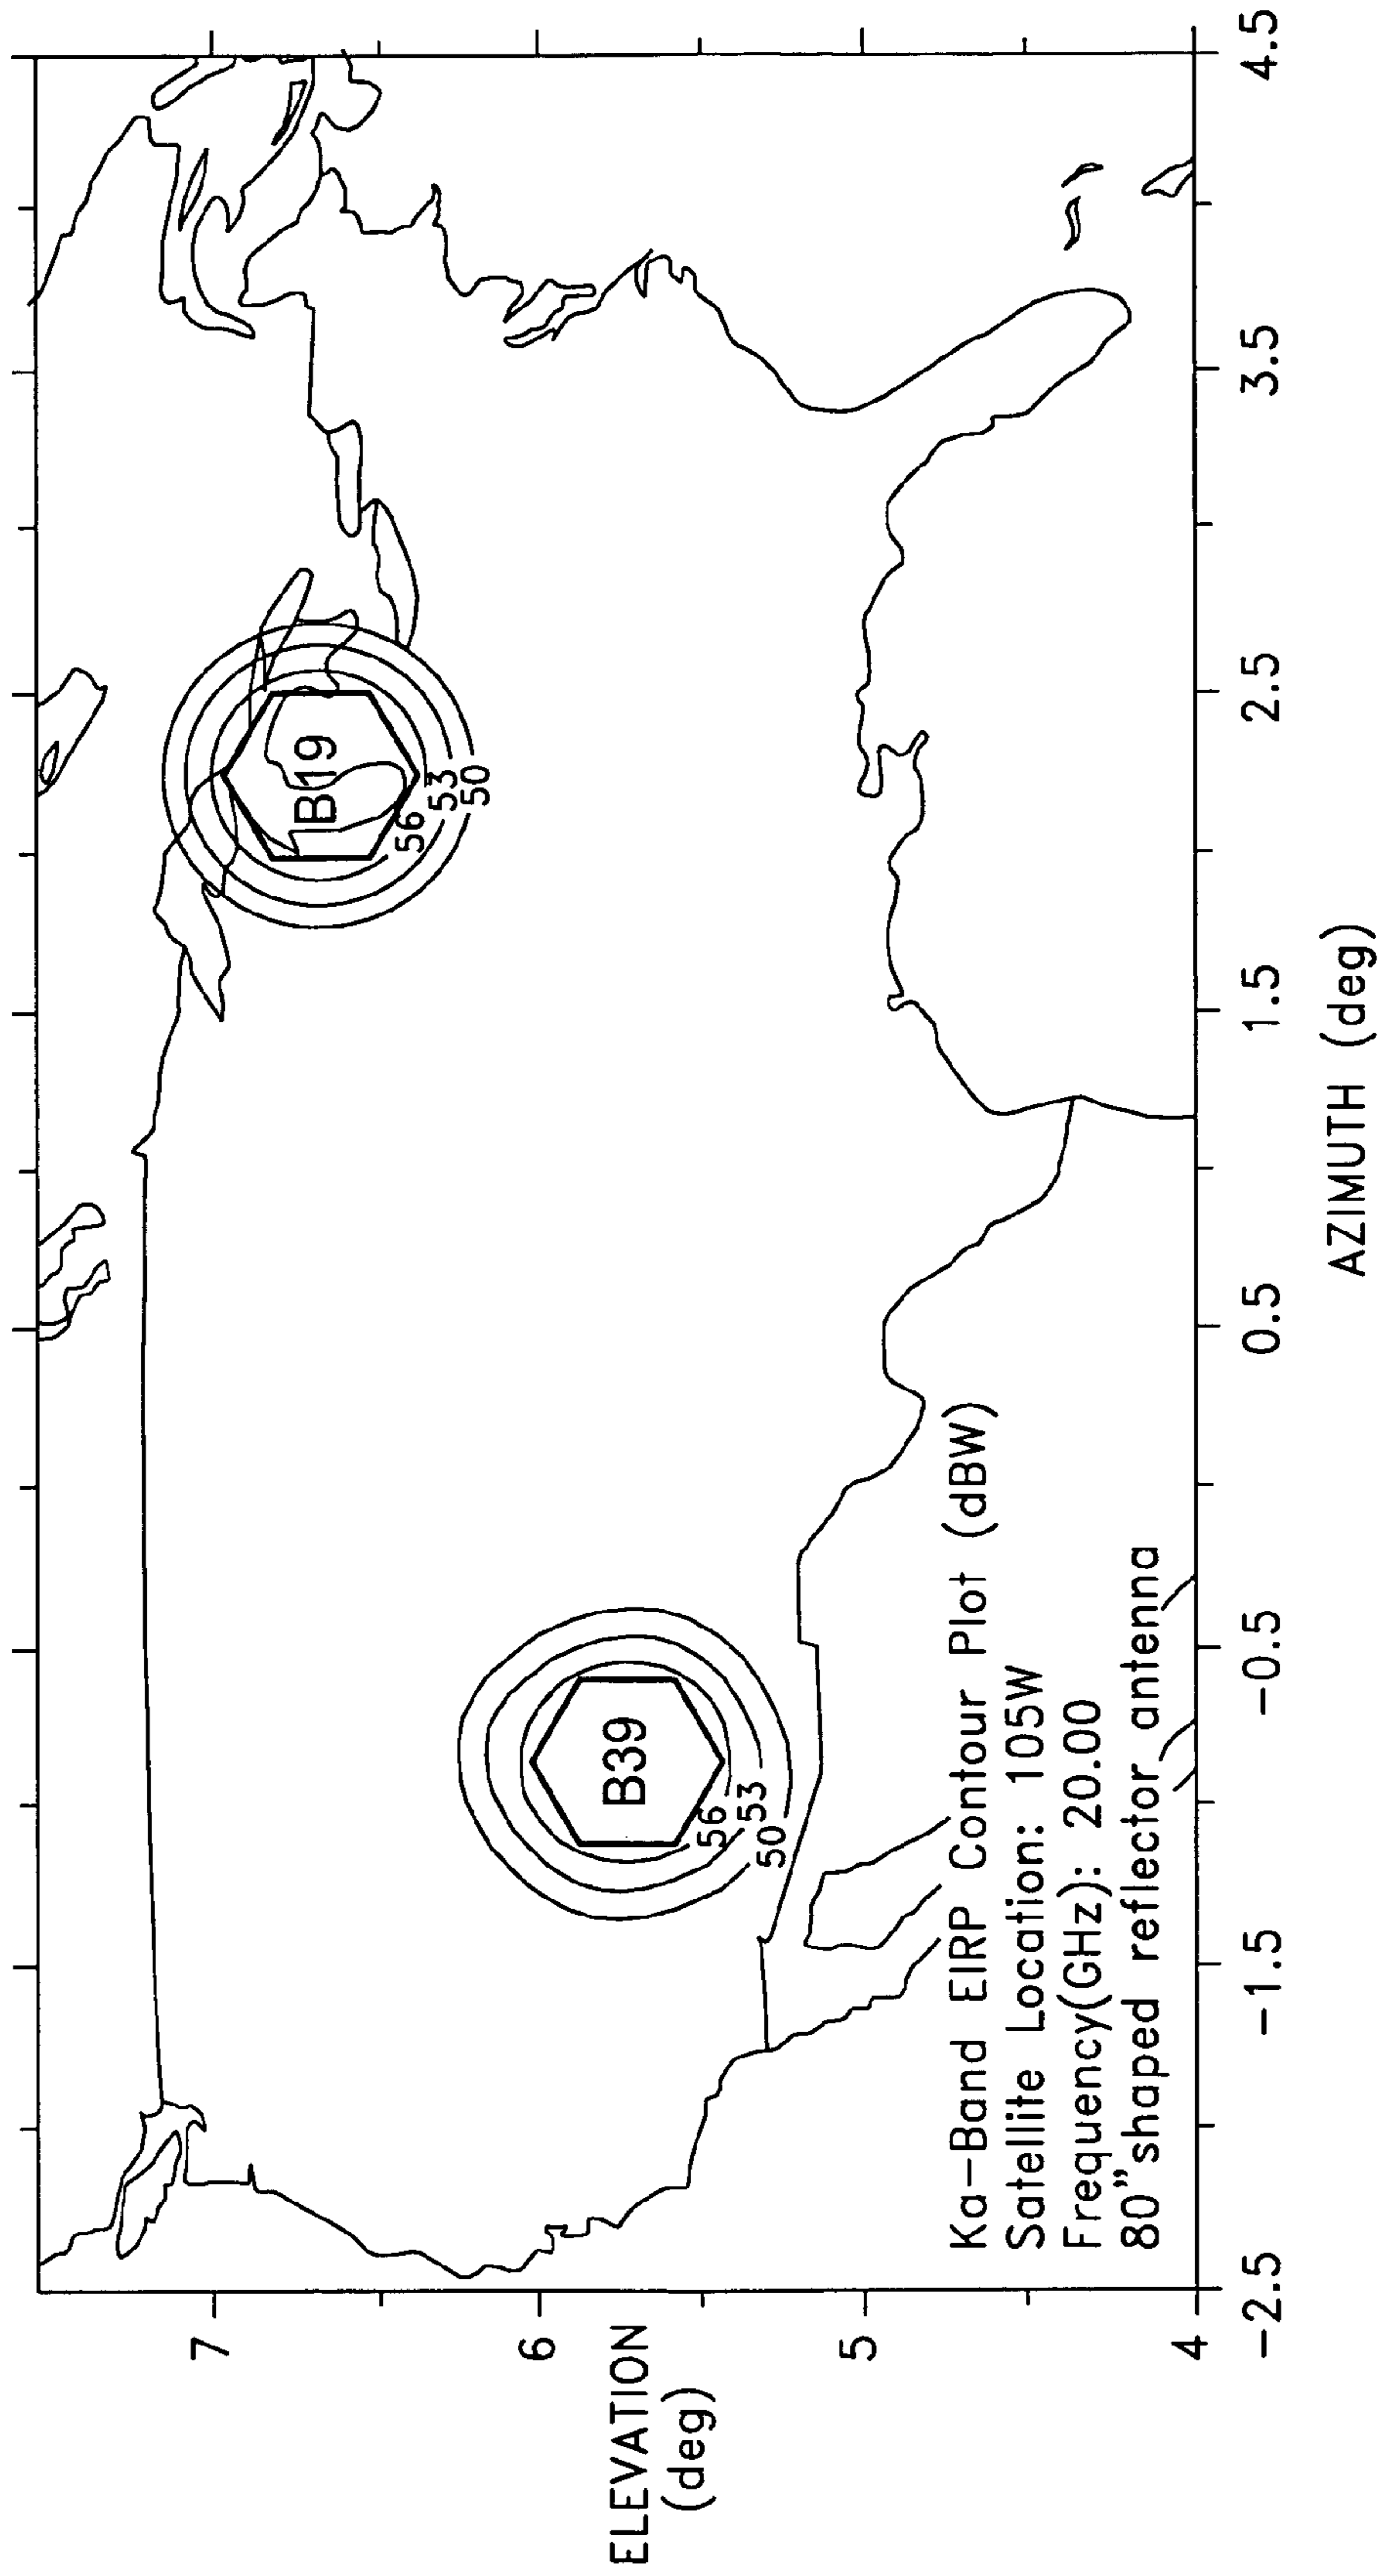 ELEVATION
(deg)
7
6
5
4
B19
56
53
50
B39
56
53
50
Ka-Band EIRP Contour Plot (dBW)
Satellite Location: 105W
Frequency(GHz): 20.00
80" shaped reflector antenna
-2.5 -1.5 -0.5 0.5 1.5 2.5 3.5 4.5
AZIMUTH (deg)